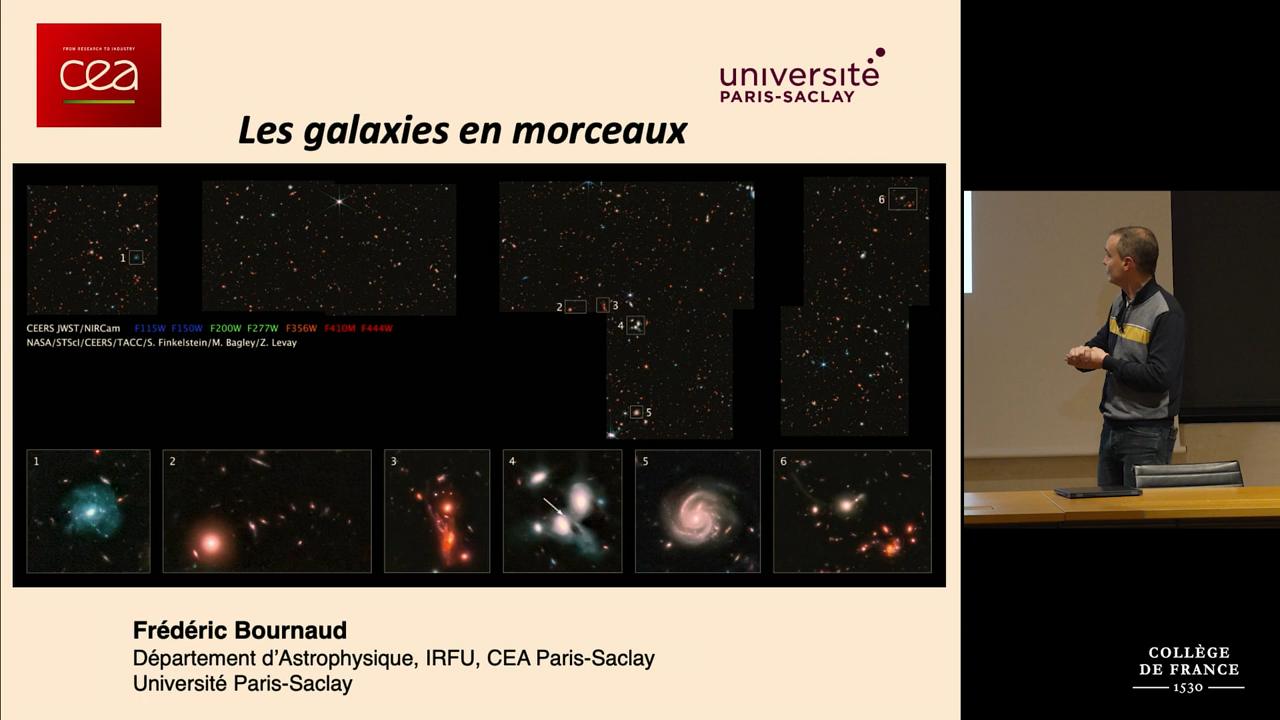 FROM RESEARCH TO INDUSTRY
cea
université
PARIS-SACLAY
Les galaxies en morceaux
6
1
2
3
4
CEERS JWST/NIRCam F115W F150W F200W F277W F356W F410M F444W
NASA/STScI/CEERS/TACC/S. Finkelstein/M. Bagley/Z. Levay
5
1
2
3
4
5
6
Frédéric Bournaud
Département d'Astrophysique, IRFU, CEA Paris-Saclay
Université Paris-Saclay
COLLÈGE
DE FRANCE
1530